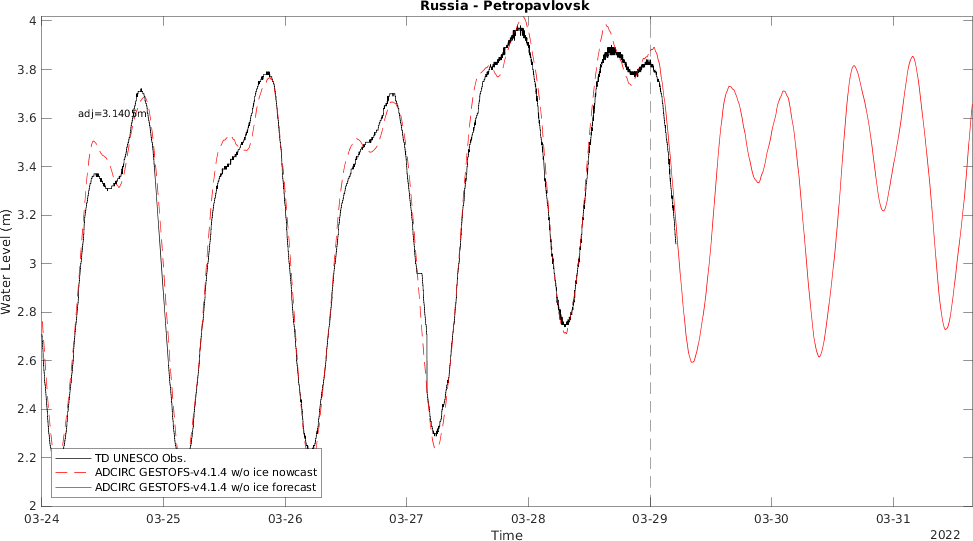 Russia - Petropavlovsk
4
3.8
3.6
3.4
3.2
3
2.8
2.6
2.4
2.2
2
Water Level (m)
adj=3.1405m
TD UNESCO Obs.
ADCIRC GESTOFS-v4.1.4 w/o ice nowcast
ADCIRC GESTOFS-v4.1.4 w/o ice forecast
03-24 03-25 03-26 03-27 03-28 03-29 03-30 03-31
Time
2022